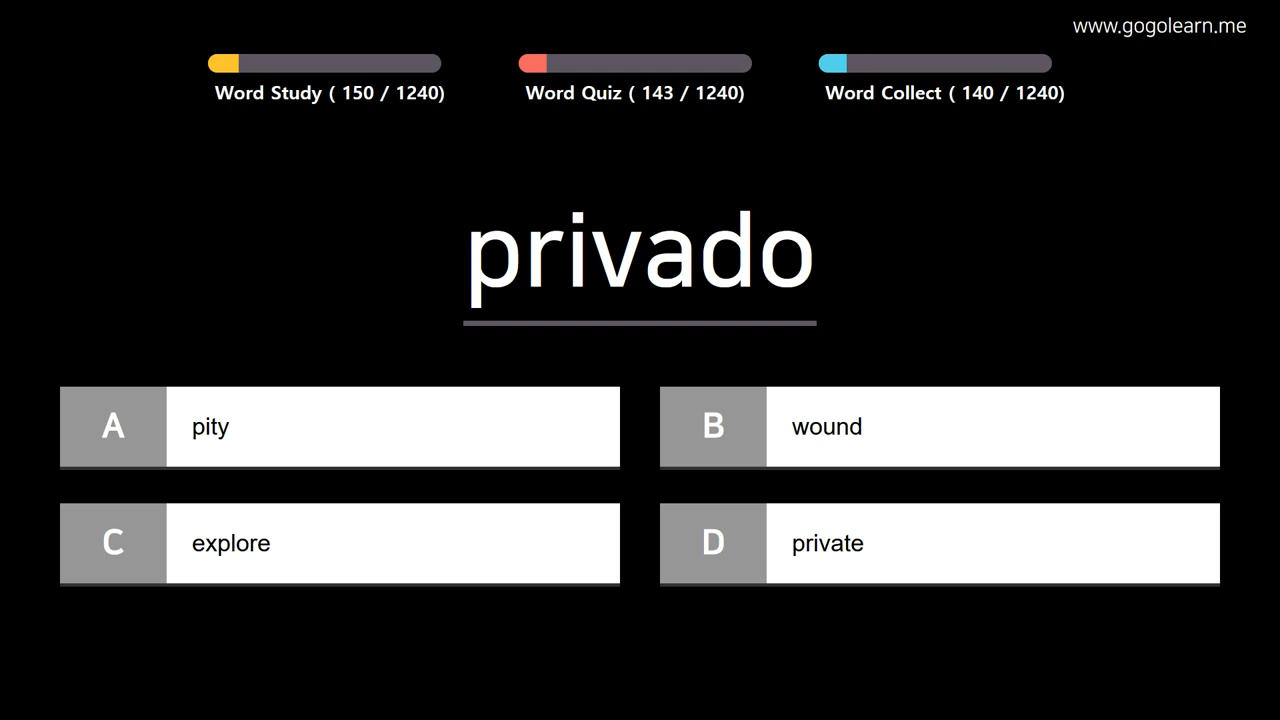 www.gogolearn.me
Word Study ( 150 / 1240)
Word Quiz ( 143 / 1240)
Word Collect ( 140 / 1240)
privado
A pity
B wound
C explore
D private